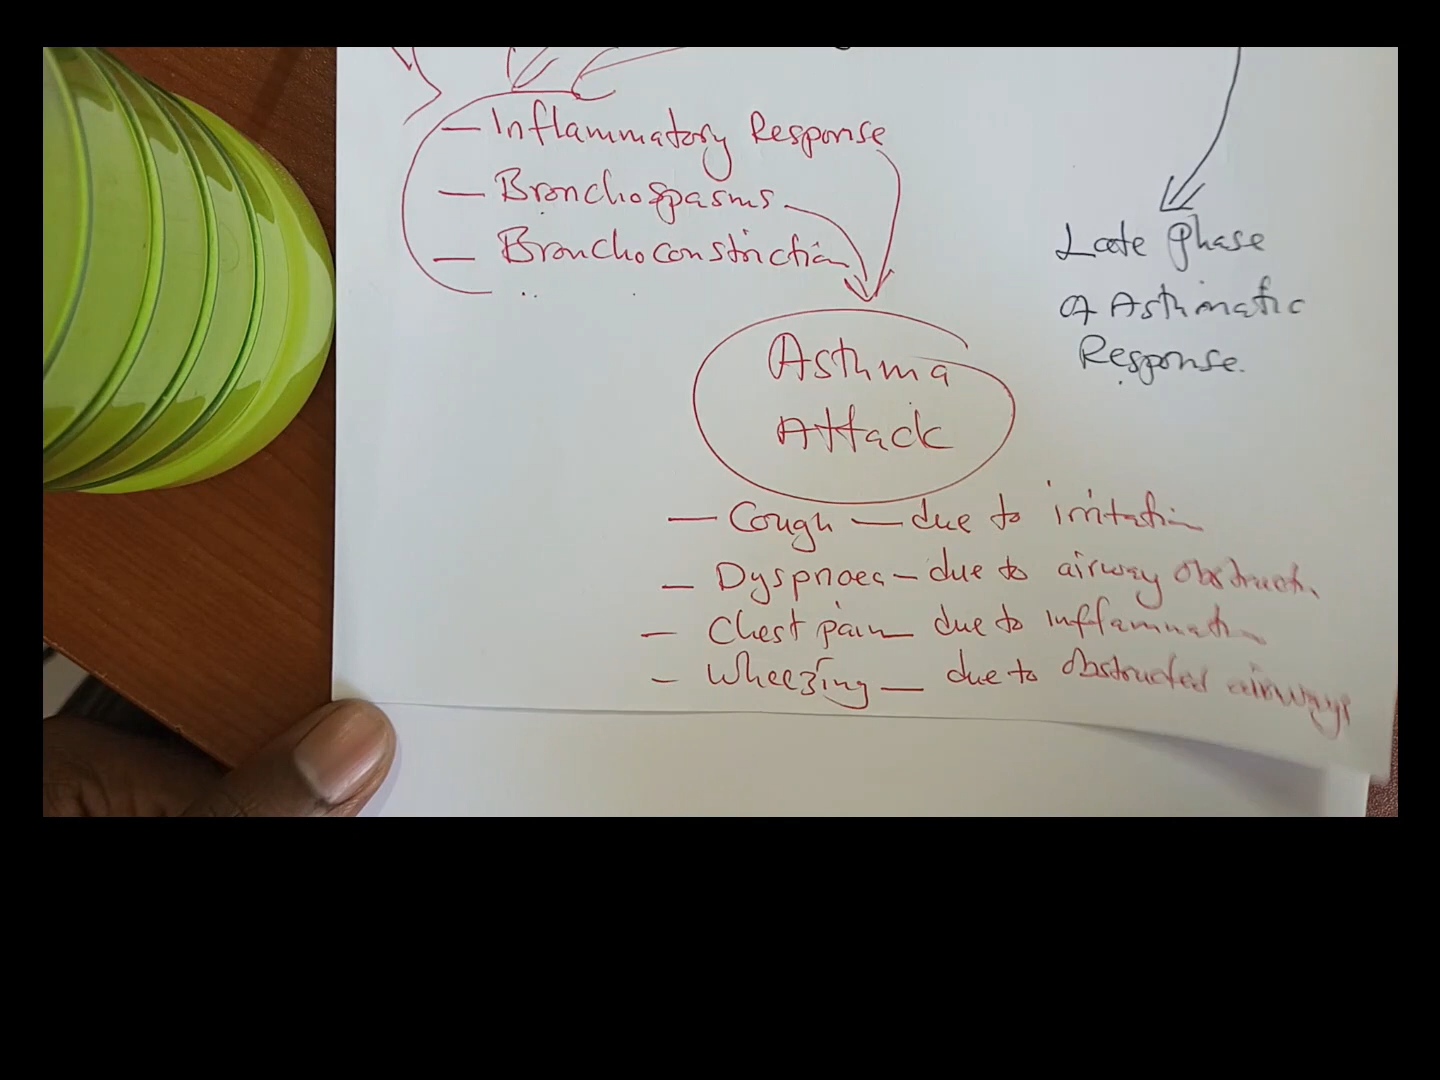 — Inflammatory Response
— Bronchospasms
— Bronchoconstriction
Late phase
of Asthmatic
Response.
Asthma
Attack
— Cough — due to irritation
— Dyspnoea — due to airway obstruction
— Chest pain — due to inflammation
— Wheezing — due to obstructed airways